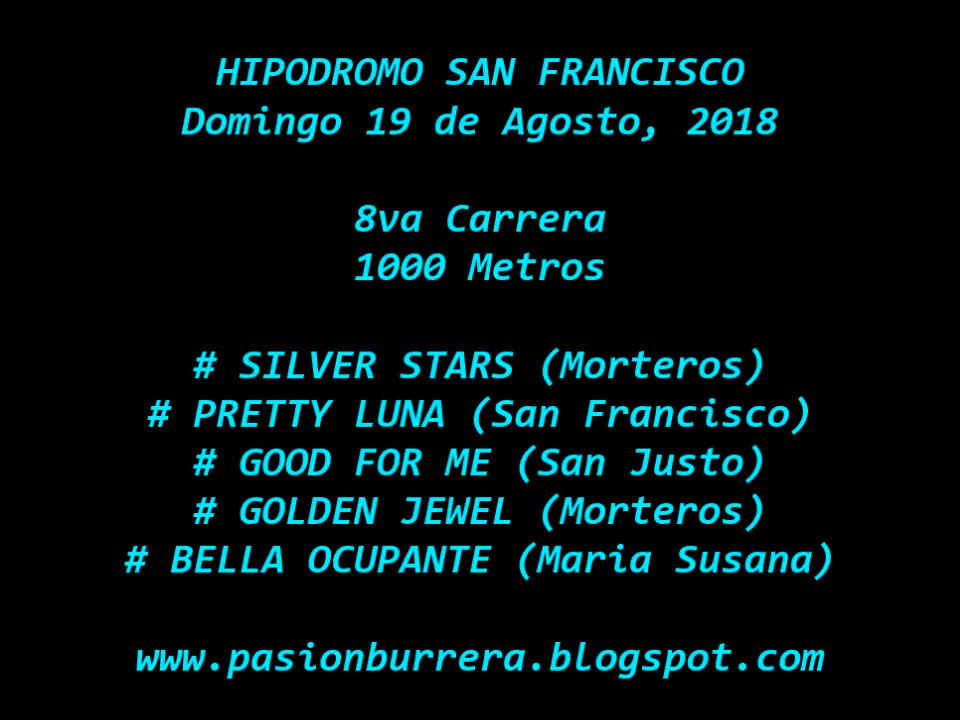 HIPODROMO SAN FRANCISCO
Domingo 19 de Agosto, 2018
8va Carrera
1000 Metros
# SILVER STARS (Morteros)
# PRETTY LUNA (San Francisco)
# GOOD FOR ME (San Justo)
# GOLDEN JEWEL (Morteros)
# BELLA OCUPANTE (Maria Susana)
www.pasionburrera.blogspot.com